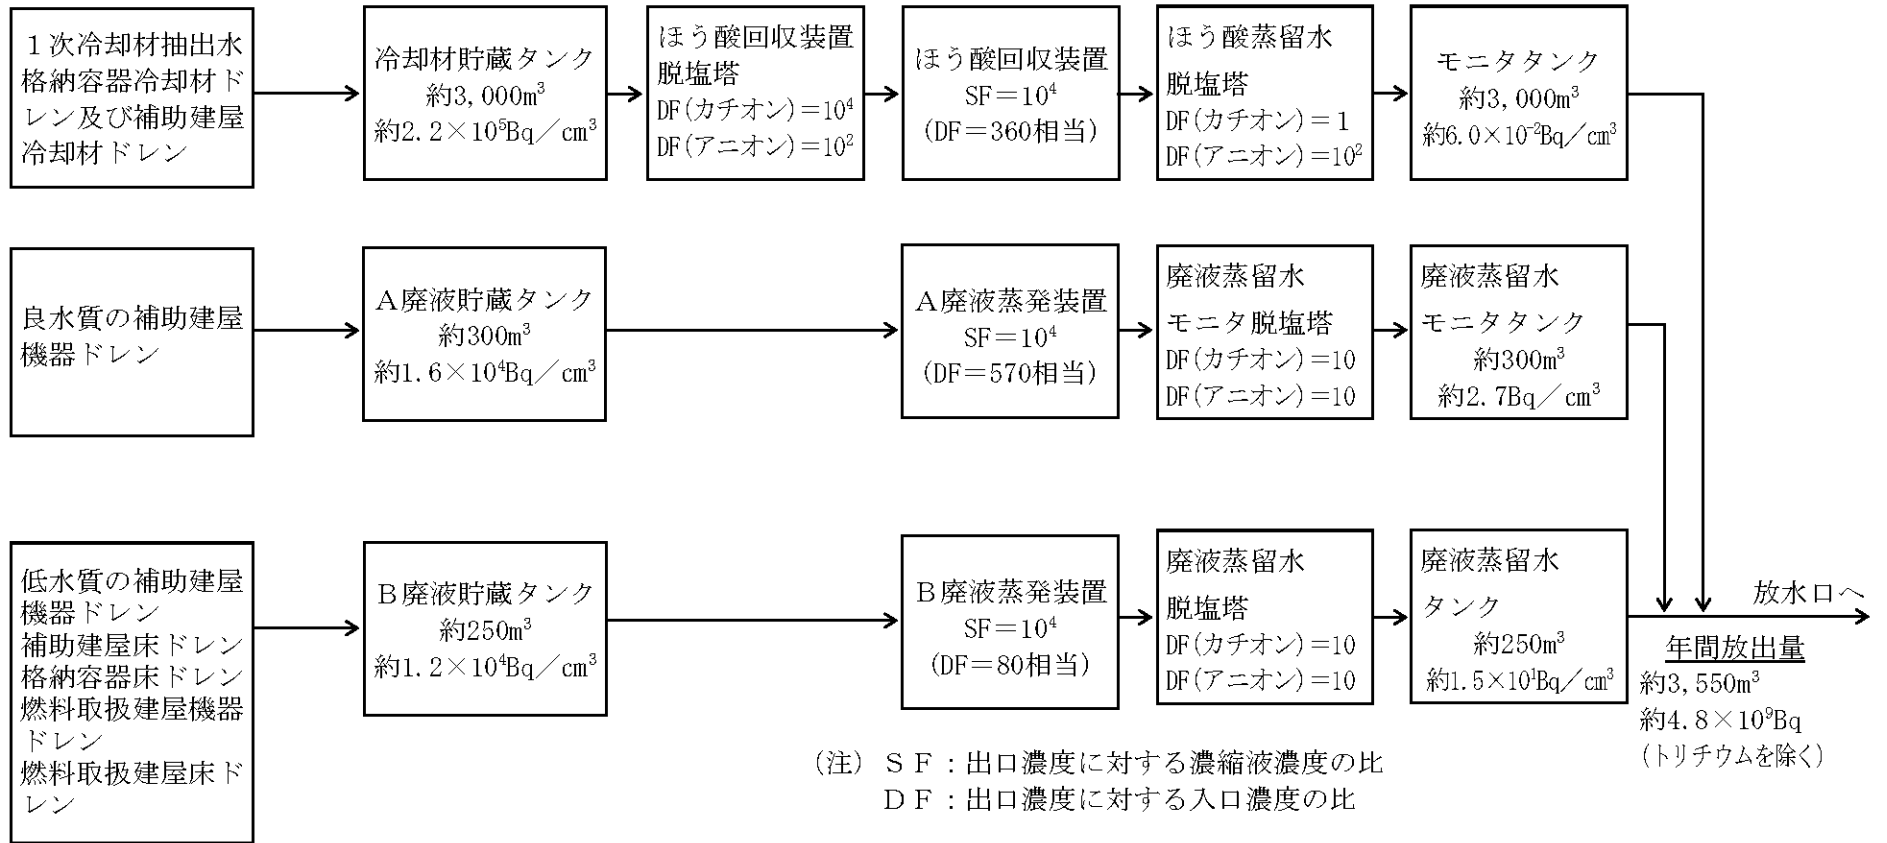 1次冷却材抽出水
格納容器冷却材ド
レン及び補助建屋
冷却材ドレン
冷却材貯蔵タンク
約3,000m³
約2.2×10⁵Bq/cm³
ほう酸回収装置
脱塩塔
DF(カチオン)=10⁴
DF(アニオン)=10²
ほう酸回収装置
SF=10⁴
(DF=360相当)
ほう酸蒸留水
脱塩塔
DF(カチオン)=1
DF(アニオン)=10²
モニタタンク
約3,000m³
約6.0×10⁻²Bq/cm³
良水質の補助建屋
機器ドレン
A廃液貯蔵タンク
約300m³
約1.6×10⁴Bq/cm³
A廃液蒸発装置
SF=10⁴
(DF=570相当)
廃液蒸留水
モニタ脱塩塔
DF(カチオン)=10
DF(アニオン)=10
廃液蒸留水
モニタタンク
約300m³
約2.7Bq/cm³
低水質の補助建屋
機器ドレン
補助建屋床ドレン
格納容器床ドレン
燃料取扱建屋機器
ドレン
燃料取扱建屋床ド
レン
B廃液貯蔵タンク
約250m³
約1.2×10⁴Bq/cm³
B廃液蒸発装置
SF=10⁴
(DF=80相当)
廃液蒸留水
脱塩塔
DF(カチオン)=10
DF(アニオン)=10
廃液蒸留水
タンク
約250m³
約1.5×10¹Bq/cm³
放水口へ
年間放出量
約3,550m³
約4.8×10⁹Bq
(トリチウムを除く)
(注) SF:出口濃度に対する濃縮液濃度の比
DF:出口濃度に対する入口濃度の比